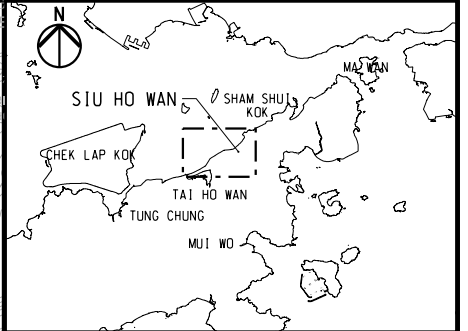 N
MA WAN
SIU HO WAN
SHAM SHUI
KOK
CHEK LAP KOK
TAI HO WAN
TUNG CHUNG
MUI WO